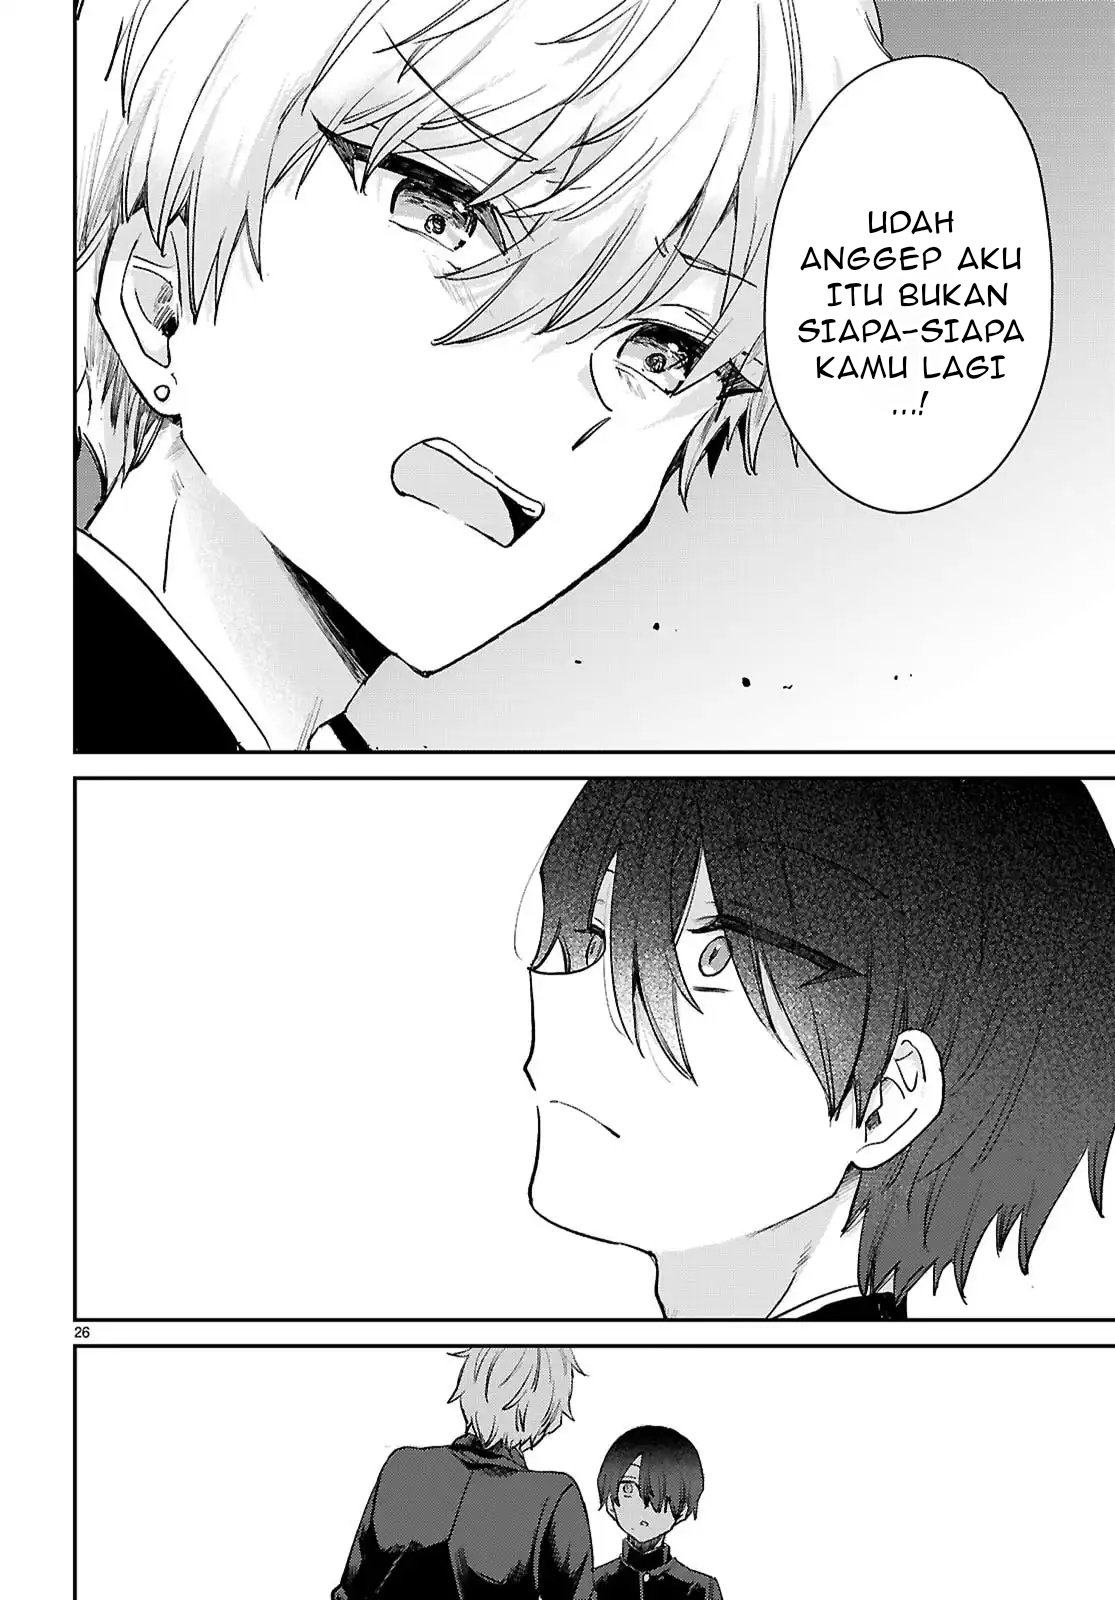 UDAH
ANGGEP AKU
ITU BUKAN
SIAPA-SIAPA
KAMU LAGI
...!
26